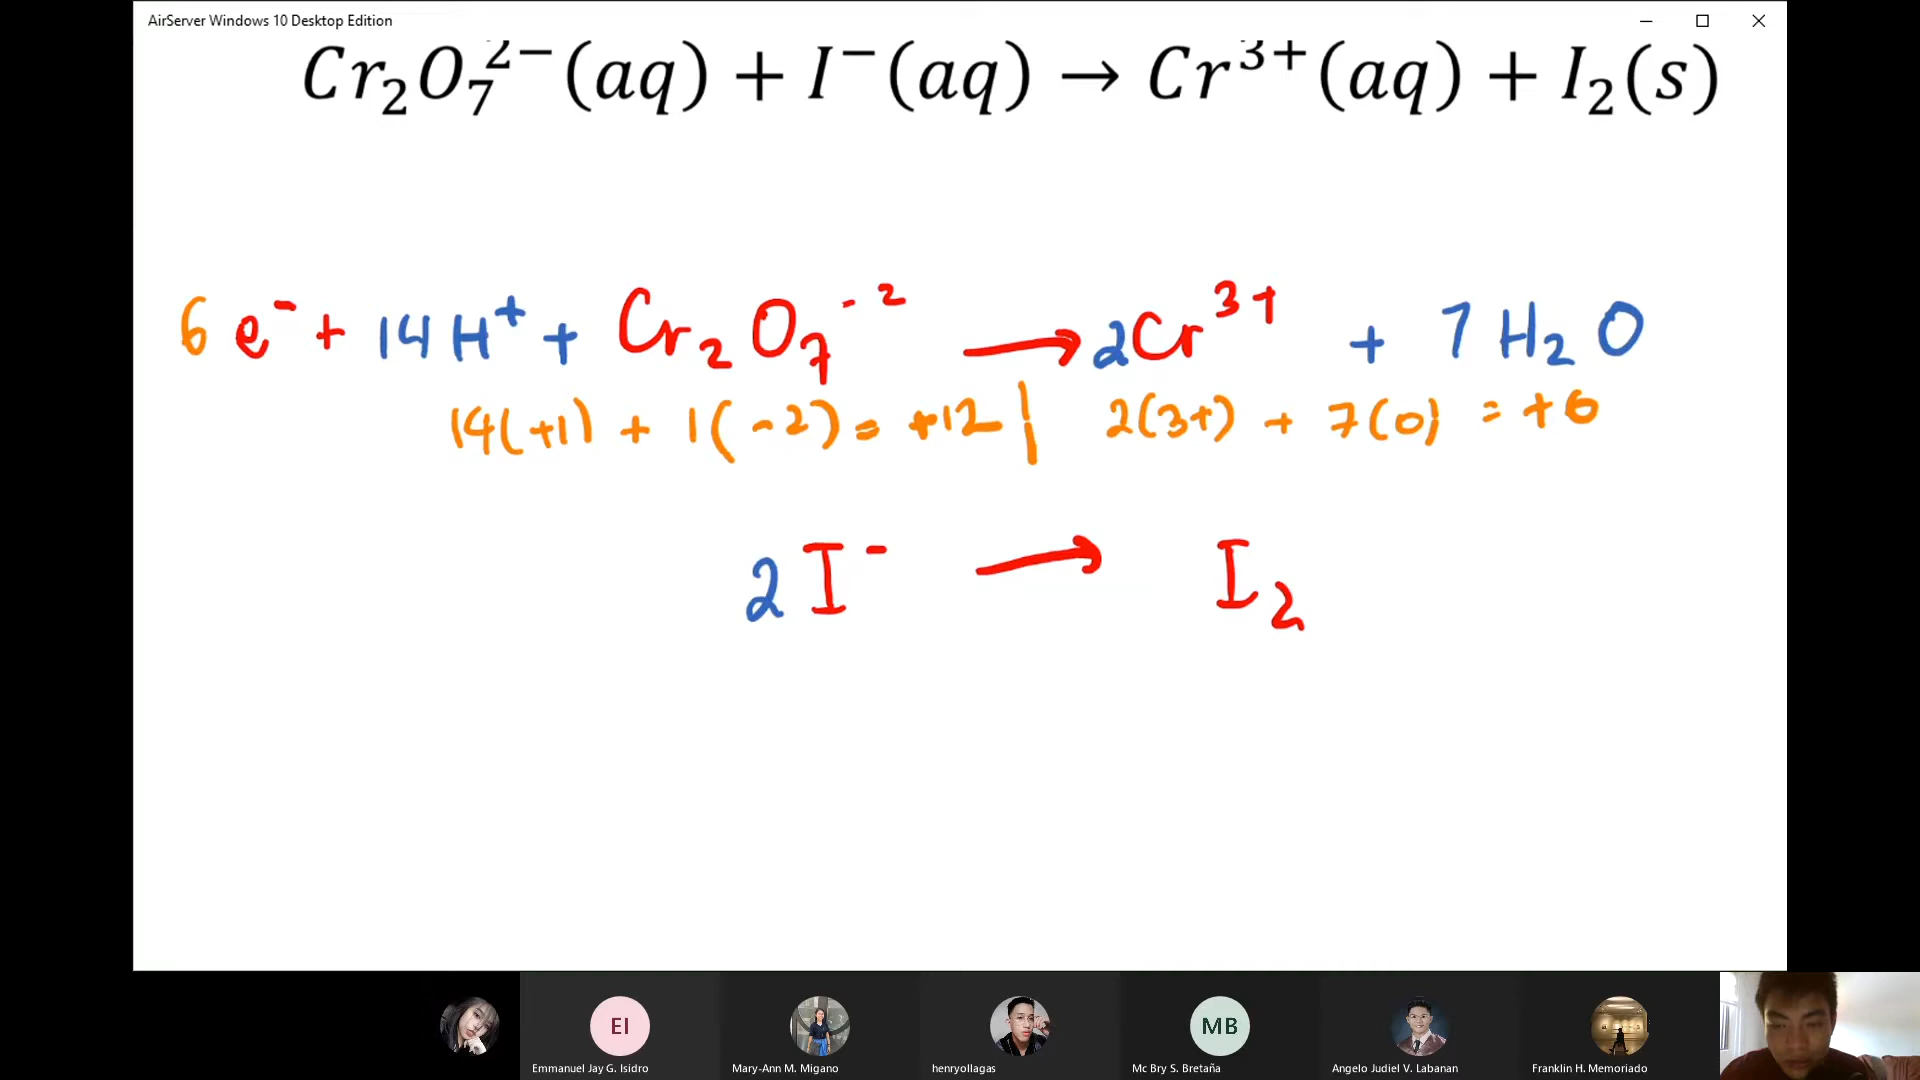 AirServer Windows 10 Desktop Edition
Cr₂O₇²⁻(aq) + I⁻(aq) → Cr³⁺(aq) + I₂(s)
6 e⁻ + 14 H⁺ + Cr₂O₇⁻² → 2Cr³⁺ + 7 H₂O
14(+1) + 1(-2) = +12 | 2(3+) + 7(0) = +6
2 I⁻ → I₂
EI
MB
Emmanuel Jay G. Isidro
Mary-Ann M. Migano
henryollagas
Mc Bry S. Bretaña
Angelo Judiel V. Labanan
Franklin H. Memoriado